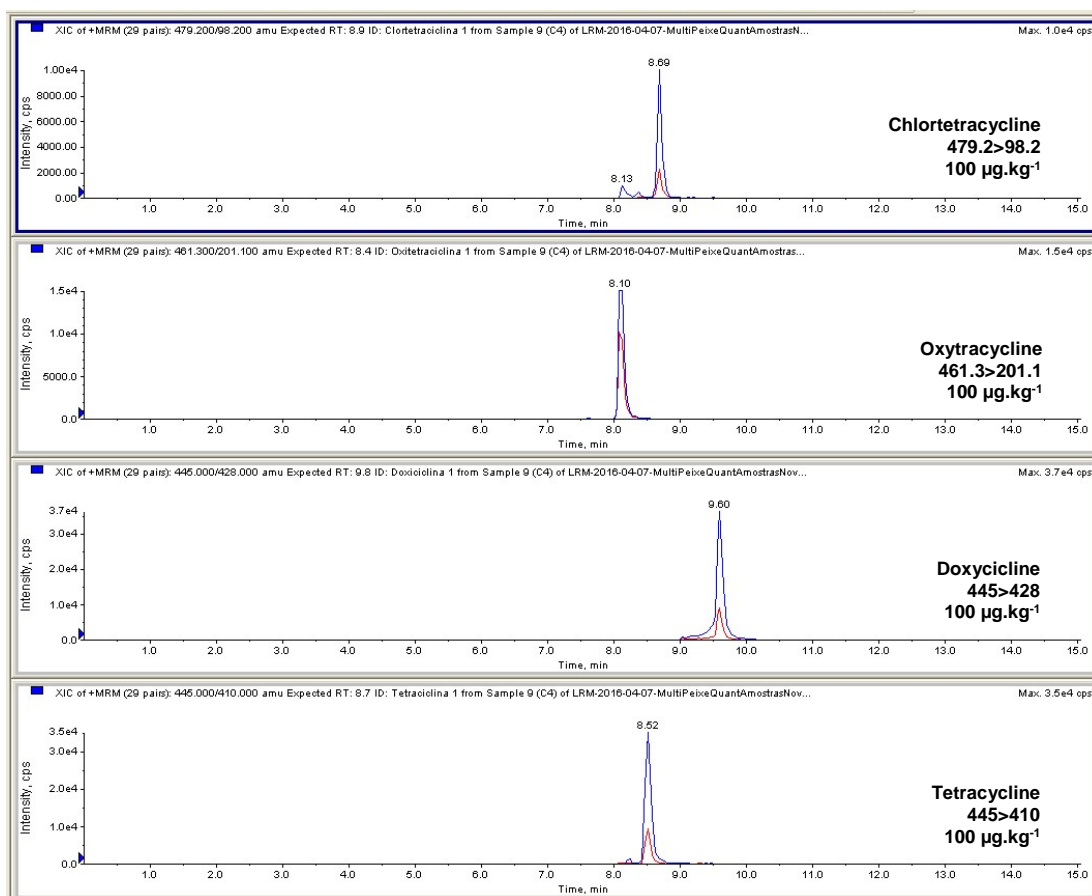 XIC of +MRM (29 pairs): 479.200/98.200 amu Expected RT: 8.9 ID: Clortetraciclina 1 from Sample 9 (C4) of LRM-2016-04-07-MultiPeixeQuantAmostrasN... Max. 1.0e4 cps.
1.00e4
8000.00
6000.00
4000.00
2000.00
0.00
Intensity, cps
8.69
8.13
Chlortetracycline
479.2>98.2
100 µg.kg-1
1.0 2.0 3.0 4.0 5.0 6.0 7.0 8.0 9.0 10.0 11.0 12.0 13.0 14.0 15.0
Time, min
XIC of +MRM (29 pairs): 461.300/201.100 amu Expected RT: 8.4 ID: Oxitetraciclina 1 from Sample 9 (C4) of LRM-2016-04-07-MultiPeixeQuantAmostras... Max. 1.5e4 cps.
1.5e4
1.0e4
5000.0
0.0
Intensity, cps
8.10
Oxytracycline
461.3>201.1
100 µg.kg-1
1.0 2.0 3.0 4.0 5.0 6.0 7.0 8.0 9.0 10.0 11.0 12.0 13.0 14.0 15.0
Time, min
XIC of +MRM (29 pairs): 445.000/428.000 amu Expected RT: 9.8 ID: Doxiciclina 1 from Sample 9 (C4) of LRM-2016-04-07-MultiPeixeQuantAmostrasNov... Max. 3.7e4 cps.
3.7e4
3.0e4
2.0e4
1.0e4
0.0
Intensity, cps
9.60
Doxycicline
445>428
100 µg.kg-1
1.0 2.0 3.0 4.0 5.0 6.0 7.0 8.0 9.0 10.0 11.0 12.0 13.0 14.0 15.0
Time, min
XIC of +MRM (29 pairs): 445.000/410.000 amu Expected RT: 8.7 ID: Tetraciclina 1 from Sample 9 (C4) of LRM-2016-04-07-MultiPeixeQuantAmostrasNov... Max. 3.5e4 cps.
3.5e4
3.0e4
2.0e4
1.0e4
0.0
Intensity, cps
8.52
Tetracycline
445>410
100 µg.kg-1
1.0 2.0 3.0 4.0 5.0 6.0 7.0 8.0 9.0 10.0 11.0 12.0 13.0 14.0 15.0
Time, min